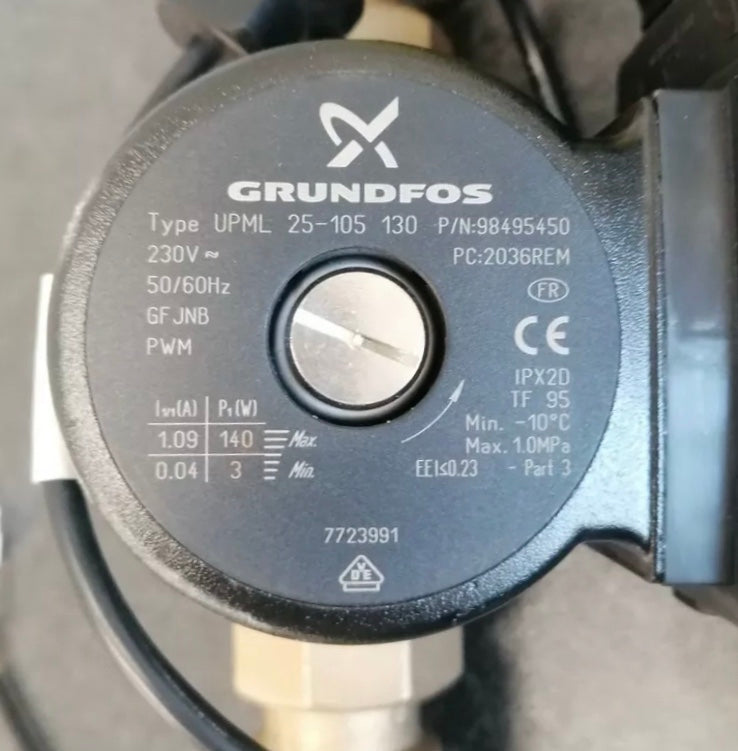 GRUNDFOS
Type UPML 25-105 130 P/N:98495450
230V ~ PC:2036REM
50/60Hz
FR
GFJNB
CE
PWM
IPX2D
TF 95
I1/1(A) P1(W)
Min. -10°C
1.09 140 Max.
Max. 1.0MPa
0.04 3 Min.
EEI≤0.23 - Part 3
7723991
VDE